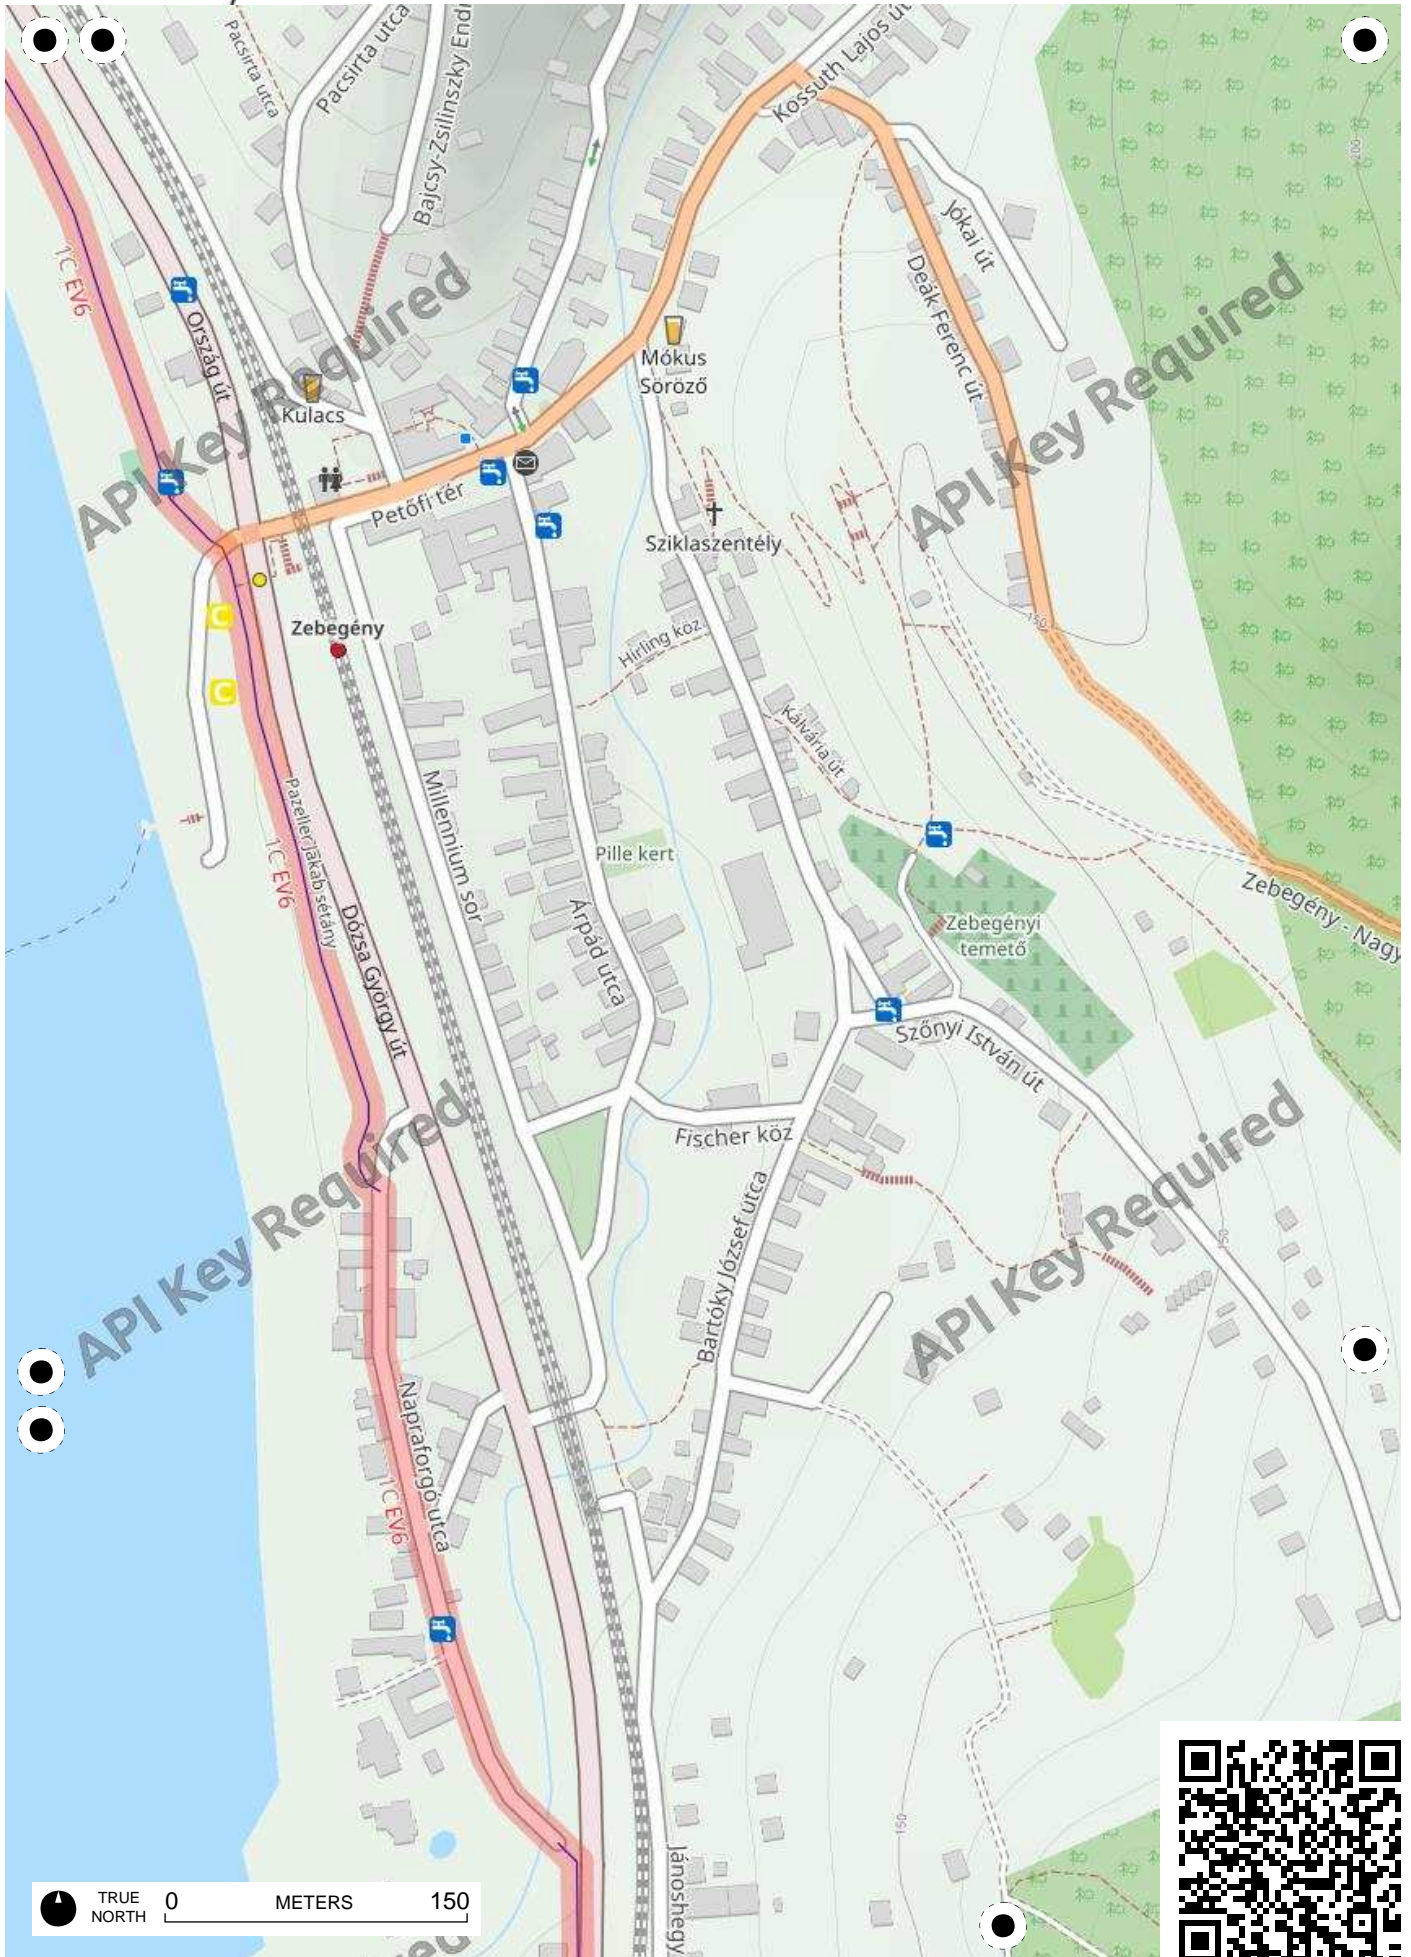 Pacsirta utca
Pacsirta utca
Bajcsy-Zsilinszky Endr
Kossuth Lajos út
200
Jókai út
1C EV6
Ország út
API Key Required
API Key Required
Deák Ferenc út
Mókus
Söröző
Kulacs
Petőfi tér
Sziklaszentély
C
Zebegény
150
Hirling köz
C
Kálvária út
Millennium sor
Pazeller Jakab sétány
1C EV6
Pille kert
Árpád utca
Zebegény - Nagy
Zebegényi
temető
Dózsa György út
Szőnyi István út
API Key Required
API Key Required
Fischer köz
Bartóky József utca
150
Napraforgó utca
1C EV6
150
Jánoshegy
TRUE
NORTH
0 METERS 150
Required